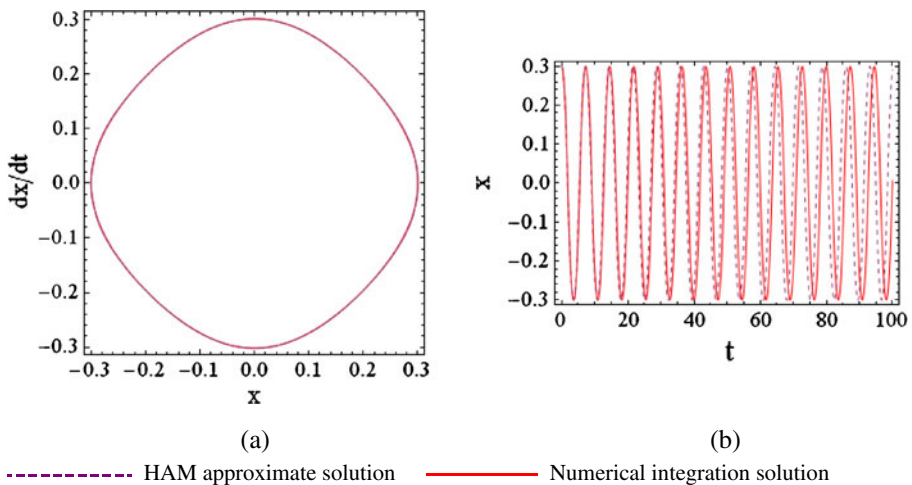 0.3
0.2
0.1
0.0
−0.1
−0.2
−0.3
dx/dt
−0.3 −0.2 −0.1 0.0 0.1 0.2 0.3
x
(a)
0.3
0.2
0.1
0.0
−0.1
−0.2
−0.3
x
0 20 40 60 80 100
t
(b)
HAM approximate solution Numerical integration solution